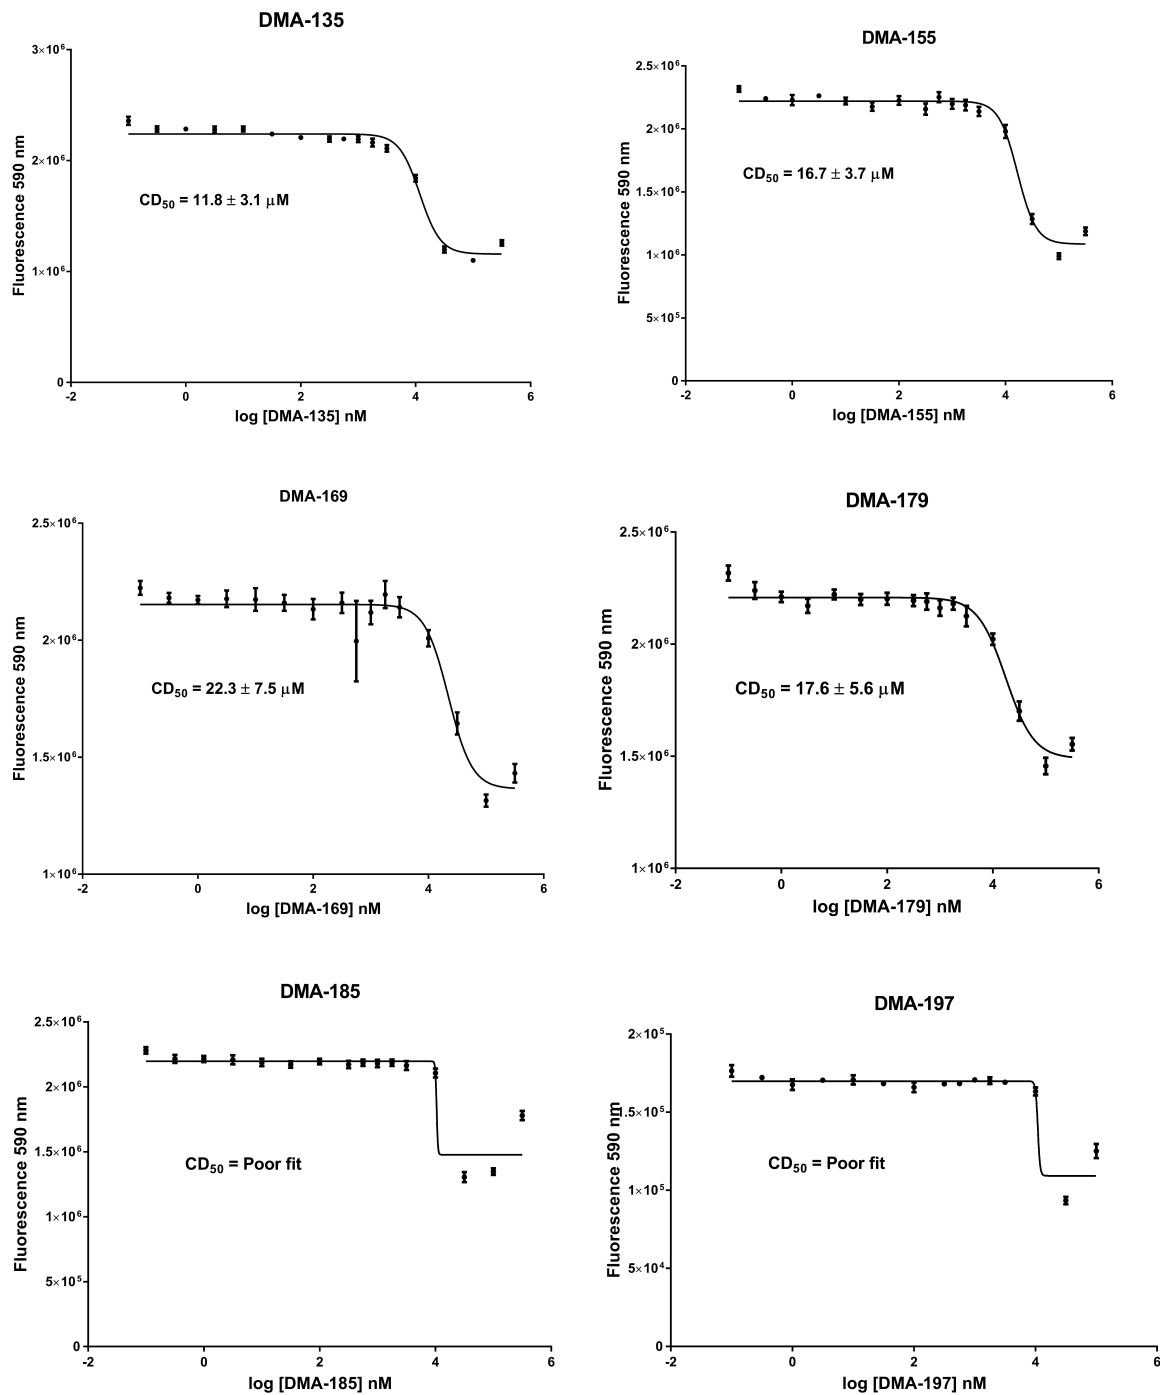 DMA-135
3×10⁶
2×10⁶
1×10⁶
0
Fluorescence 590 nm
CD₅₀ = 11.8 ± 3.1 μM
-2 0 2 4 6
log [DMA-135] nM
DMA-155
2.5×10⁶
2×10⁶
1.5×10⁶
1×10⁶
5×10⁵
0
Fluorescence 590 nm
CD₅₀ = 16.7 ± 3.7 μM
-2 0 2 4 6
log [DMA-155] nM
DMA-169
2.5×10⁶
2×10⁶
1.5×10⁶
1×10⁶
Fluorescence 590 nm
CD₅₀ = 22.3 ± 7.5 μM
-2 0 2 4 6
log [DMA-169] nM
DMA-179
2.5×10⁶
2×10⁶
1.5×10⁶
1×10⁶
Fluorescence 590 nm
CD₅₀ = 17.6 ± 5.6 μM
-2 0 2 4 6
log [DMA-179] nM
DMA-185
2.5×10⁶
2×10⁶
1.5×10⁶
1×10⁶
5×10⁵
0
Fluorescence 590 nm
CD₅₀ = Poor fit
-2 0 2 4 6
log [DMA-185] nM
DMA-197
2×10⁵
1.5×10⁵
1×10⁵
5×10⁴
0
Fluorescence 590 nm
CD₅₀ = Poor fit
-2 0 2 4 6
log [DMA-197] nM